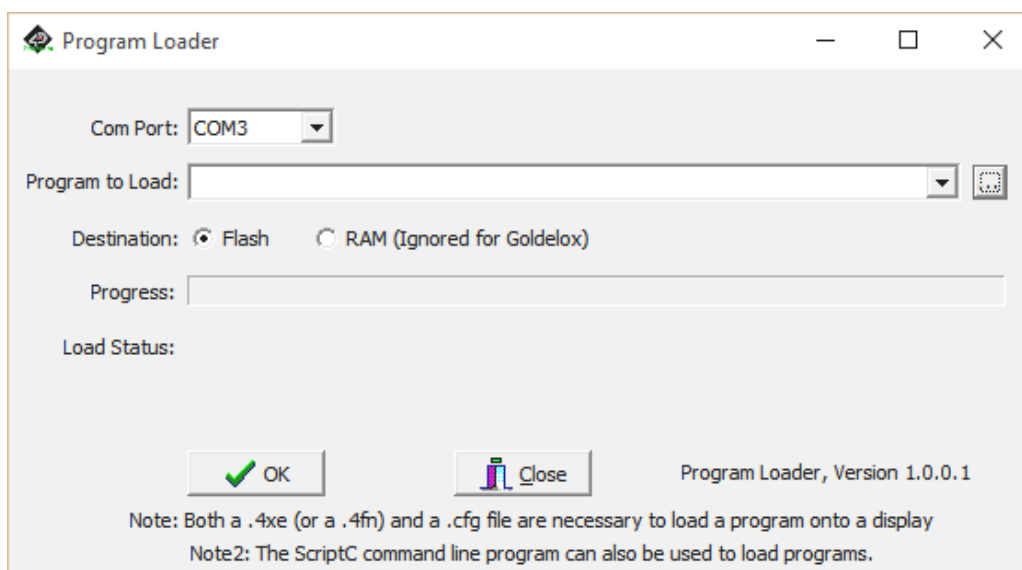 Program Loader
Com Port: COM3
Program to Load:
...
Destination: Flash RAM (Ignored for Goldelox)
Progress:
Load Status:
OK Close Program Loader, Version 1.0.0.1
Note: Both a .4xe (or a .4fn) and a .cfg file are necessary to load a program onto a display
Note2: The ScriptC command line program can also be used to load programs.